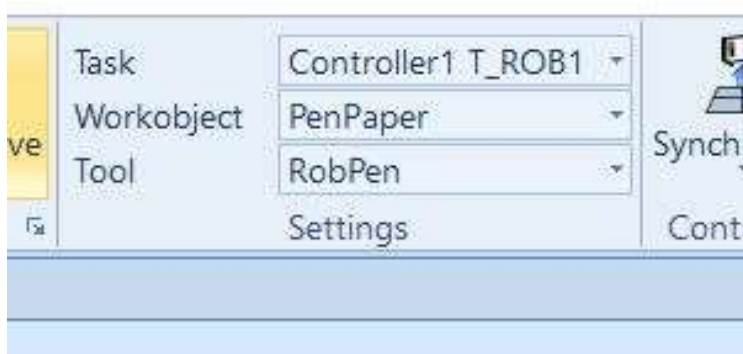 Task Controller1 T_ROB1
Workobject PenPaper
ve Synch
Tool RobPen
Settings Cont